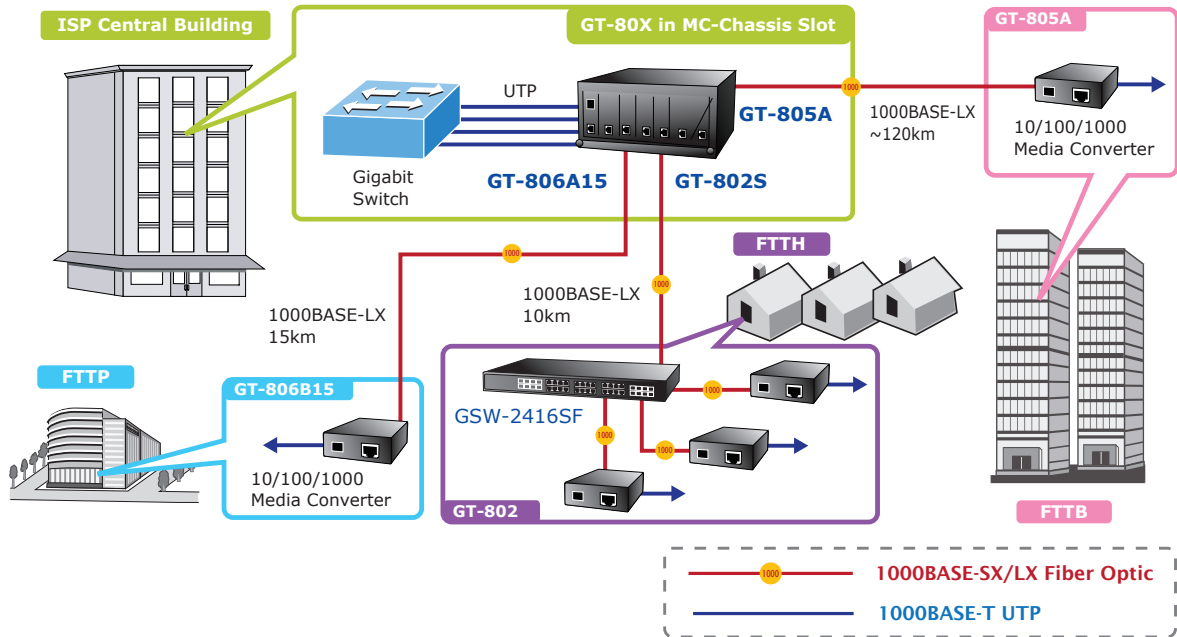 ISP Central Building
GT-80X in MC-Chassis Slot
GT-805A
UTP
1000
GT-805A
1000BASE-LX
~120km
10/100/1000
Media Converter
Gigabit
Switch
GT-806A15
GT-802S
FTTH
1000
1000
1000BASE-LX
10km
1000BASE-LX
15km
FTTP
GT-806B15
10/100/1000
Media Converter
GSW-2416SF
1000
1000
1000
GT-802
FTTB
1000
1000BASE-SX/LX Fiber Optic
1000BASE-T UTP